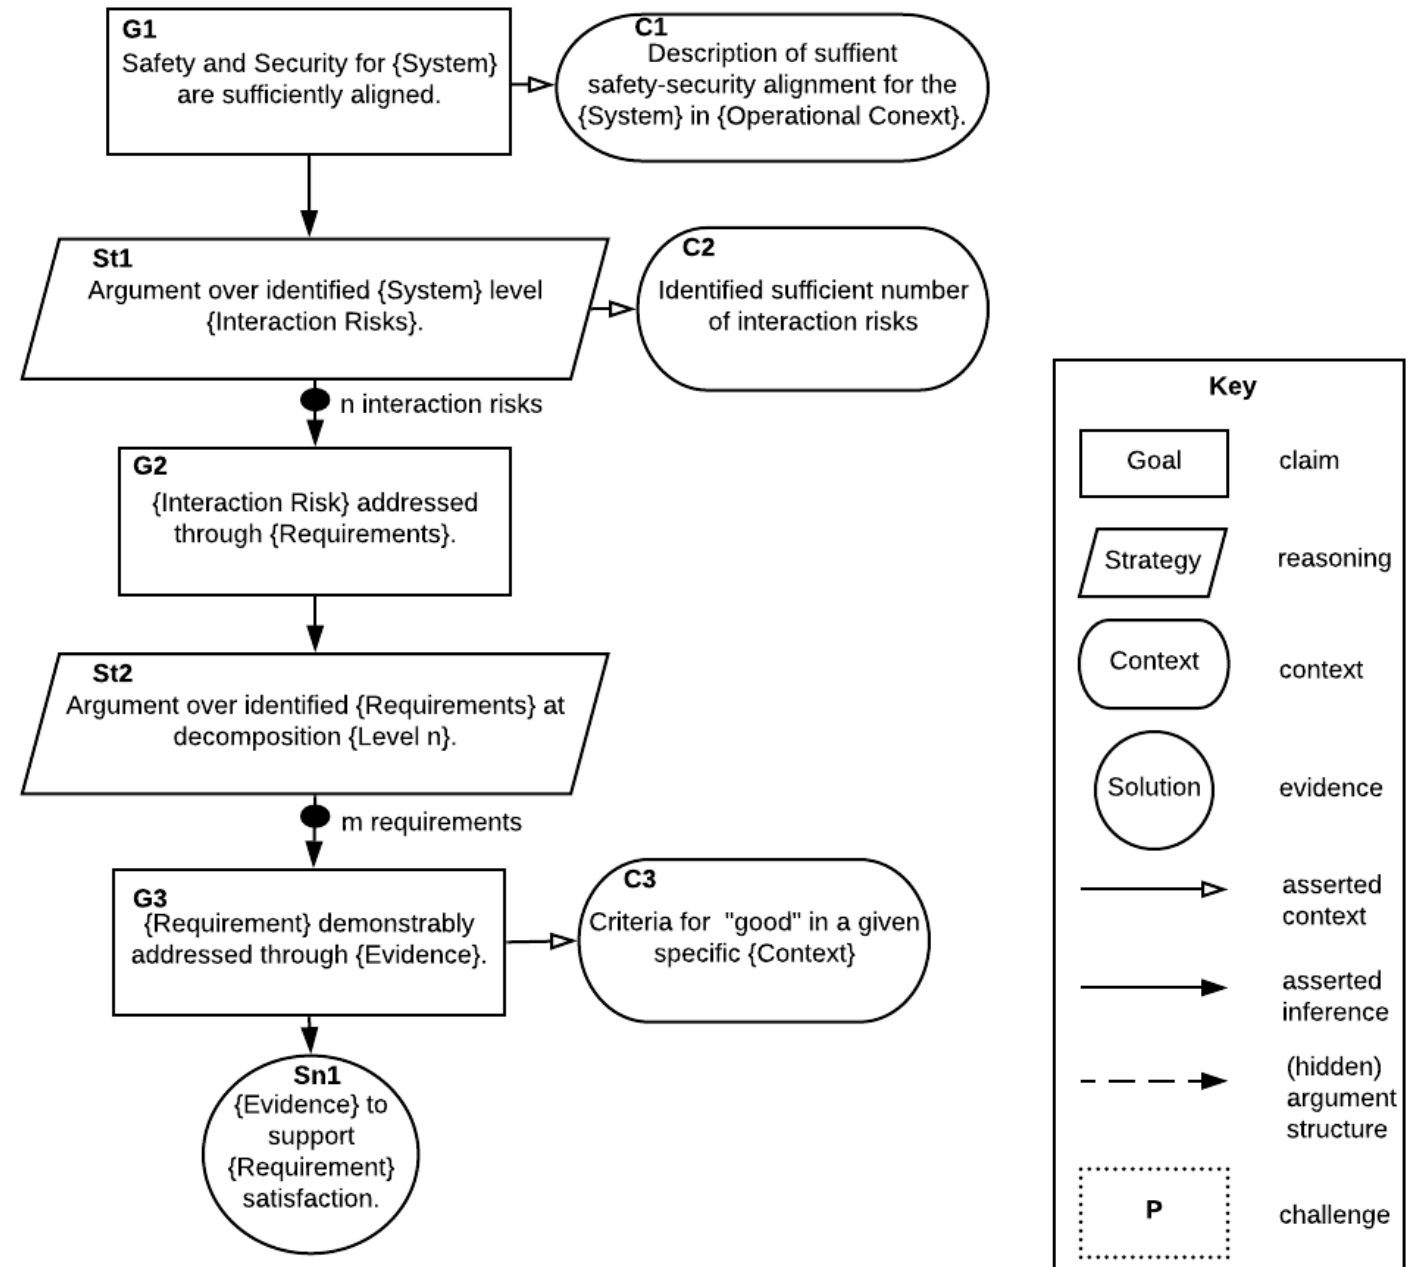 G1
Safety and Security for {System}
are sufficiently aligned.
C1
Description of suffient
safety-security alignment for the
{System} in {Operational Conext}.
St1
Argument over identified {System} level
{Interaction Risks}.
C2
Identified sufficient number
of interaction risks
n interaction risks
G2
{Interaction Risk} addressed
through {Requirements}.
St2
Argument over identified {Requirements} at
decomposition {Level n}.
m requirements
G3
{Requirement} demonstrably
addressed through {Evidence}.
C3
Criteria for "good" in a given
specific {Context}
Sn1
{Evidence} to
support
{Requirement}
satisfaction.
Key
Goal claim
Strategy reasoning
Context context
Solution evidence
asserted
context
asserted
inference
(hidden)
argument
structure
P challenge